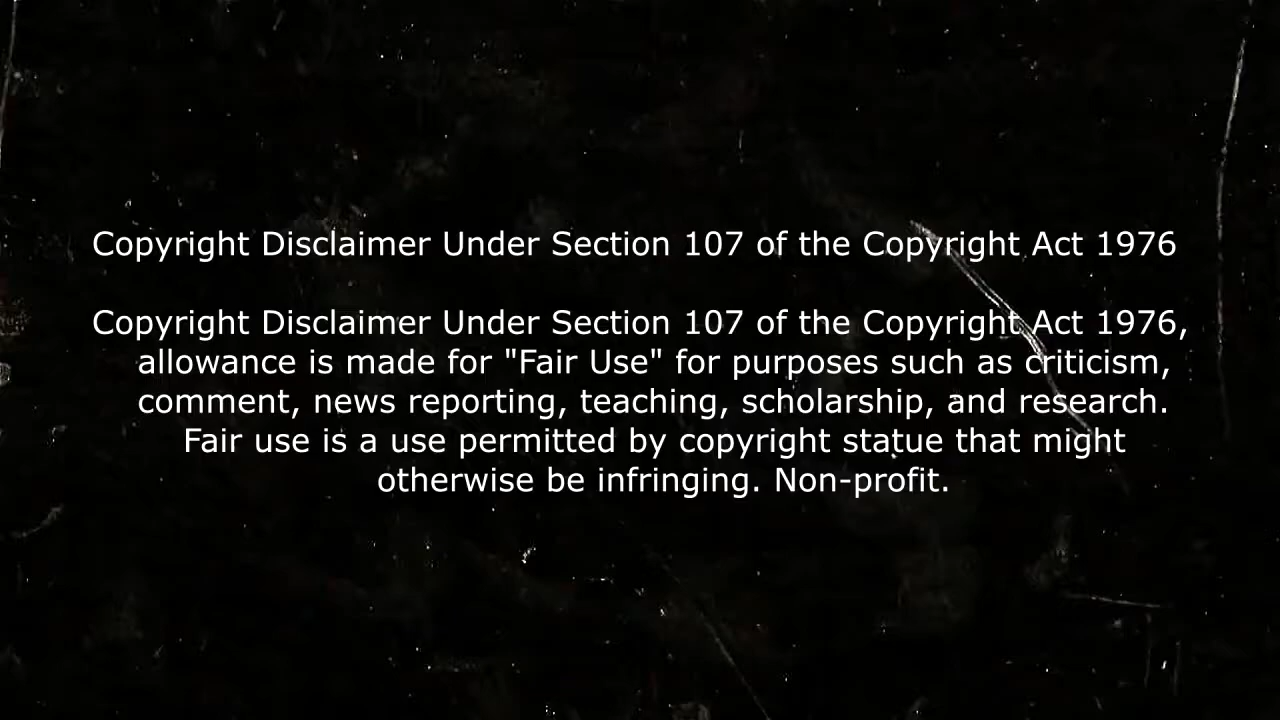 Copyright Disclaimer Under Section 107 of the Copyright Act 1976
Copyright Disclaimer Under Section 107 of the Copyright Act 1976,
allowance is made for "Fair Use" for purposes such as criticism,
comment, news reporting, teaching, scholarship, and research.
Fair use is a use permitted by copyright statue that might
otherwise be infringing. Non-profit.